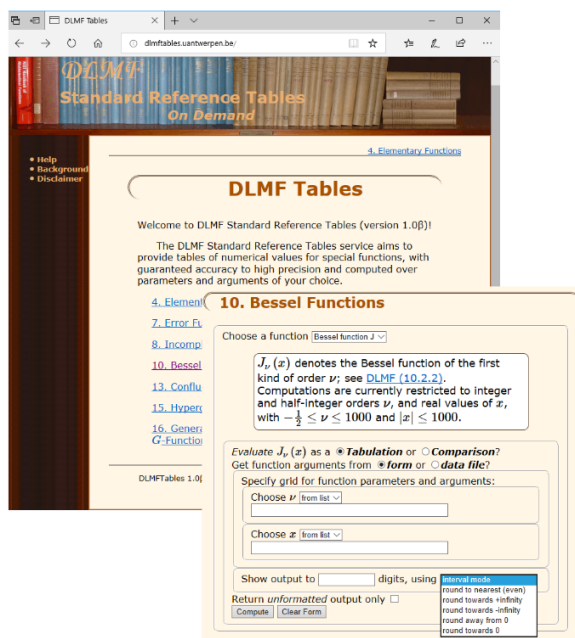 DLMF Tables
dlmftables.uantwerpen.be/
DLMF
Standard Reference Tables
On Demand
• Help
• Background
• Disclaimer
4. Elementary Functions
DLMF Tables
Welcome to DLMF Standard Reference Tables (version 1.0β)!
The DLMF Standard Reference Tables service aims to
provide tables of numerical values for special functions, with
guaranteed accuracy to high precision and computed over
parameters and arguments of your choice.
4. Elemen
7. Error Fu
8. Incomp
10. Bessel
13. Conflu
15. Hyperg
16. Genera
G-Functio
DLMFTables 1.0β
10. Bessel Functions
Choose a function Bessel function J
Jν (x) denotes the Bessel function of the first
kind of order ν; see DLMF (10.2.2).
Computations are currently restricted to integer
and half-integer orders ν, and real values of x,
with −1/2 ≤ ν ≤ 1000 and |x| ≤ 1000.
Evaluate Jν (x) as a Tabulation or Comparison?
Get function arguments from form or data file?
Specify grid for function parameters and arguments:
Choose ν from list
Choose x from list
Show output to digits, using interval mode
round to nearest (even)
round towards +infinity
round towards -infinity
round away from 0
round towards 0
Return unformatted output only
Compute Clear Form